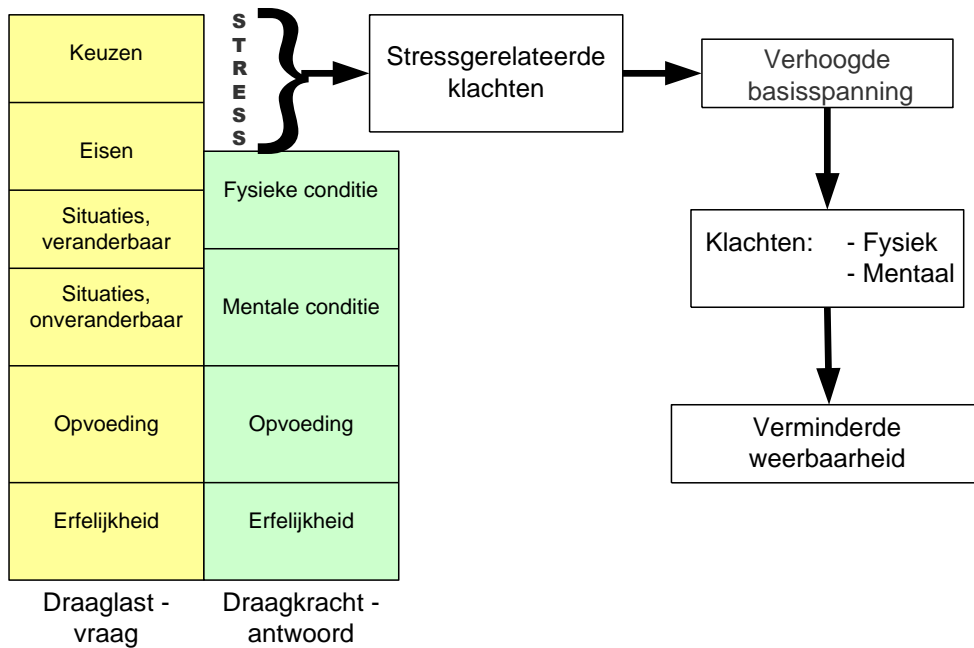 Keuzen
Eisen
Situaties,
veranderbaar
Situaties,
onveranderbaar
Opvoeding
Erfelijkheid
Draaglast -
vraag
S
T
R
E
S
S
Fysieke conditie
Mentale conditie
Opvoeding
Erfelijkheid
Draagkracht -
antwoord
Stressgerelateerde
klachten
Verhoogde
basisspanning
Klachten: - Fysiek
- Mentaal
Verminderde
weerbaarheid